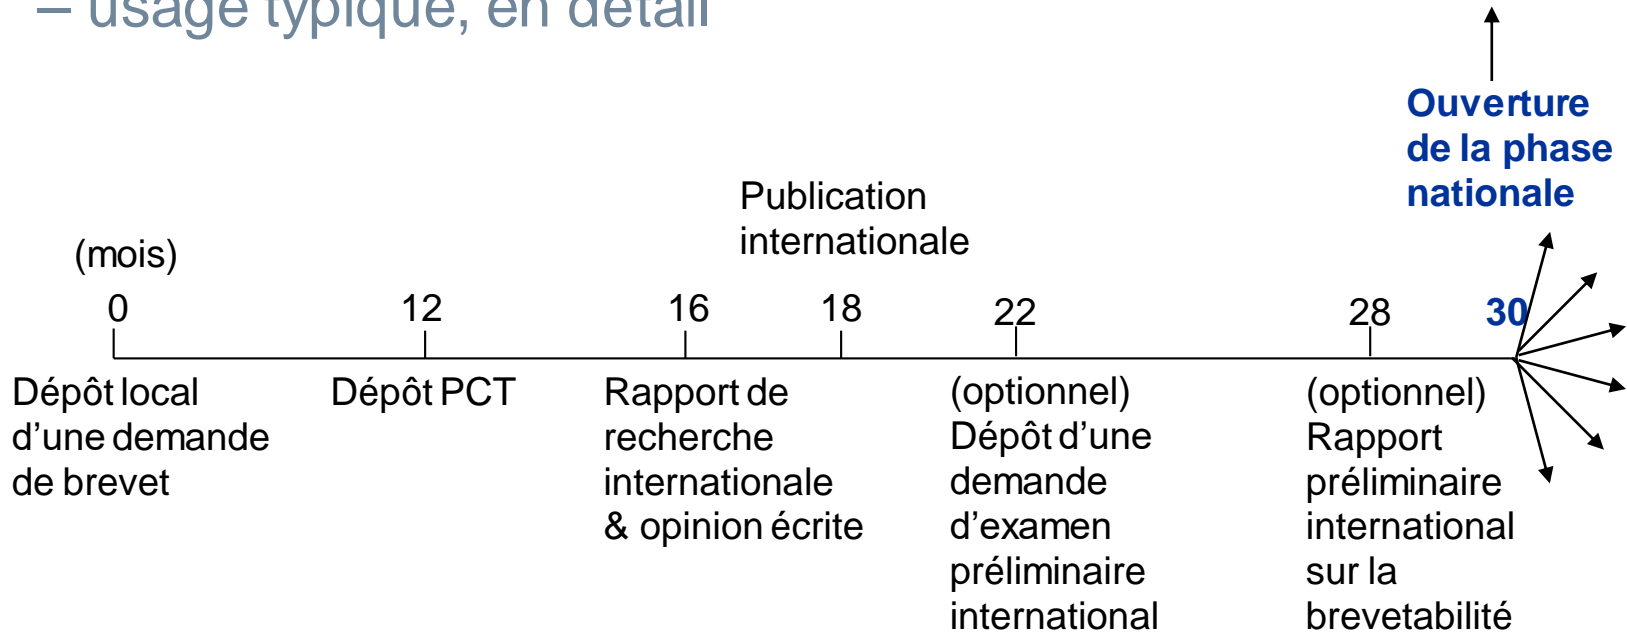 – usage typique, en détail
Ouverture
de la phase
nationale
Publication
internationale
(mois)
0
12
16
18
22
28
30
Dépôt local
d’une demande
de brevet
Dépôt PCT
Rapport de
recherche
internationale
& opinion écrite
(optionnel)
Dépôt d’une
demande
d’examen
préliminaire
international
(optionnel)
Rapport
préliminaire
international
sur la
brevetabilité